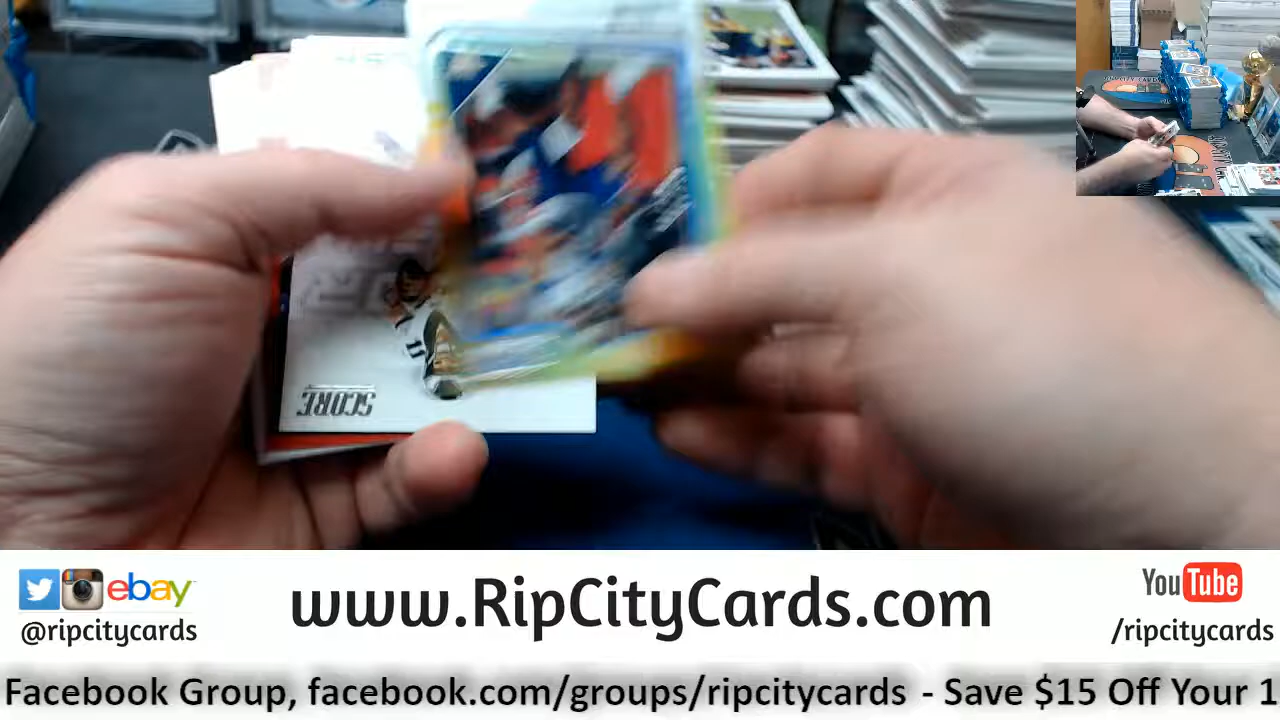 SCORE
11
ebay
@ripcitycards
www.RipCityCards.com
YouTube
/ripcitycards
Facebook Group, facebook.com/groups/ripcitycards - Save $15 Off Your 1